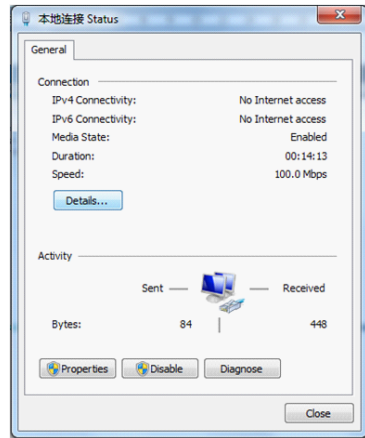 本地连接 Status
General
Connection
IPv4 Connectivity: No Internet access
IPv6 Connectivity: No Internet access
Media State: Enabled
Duration: 00:14:13
Speed: 100.0 Mbps
Details...
Activity
Sent Received
Bytes: 84 448
Properties Disable Diagnose
Close